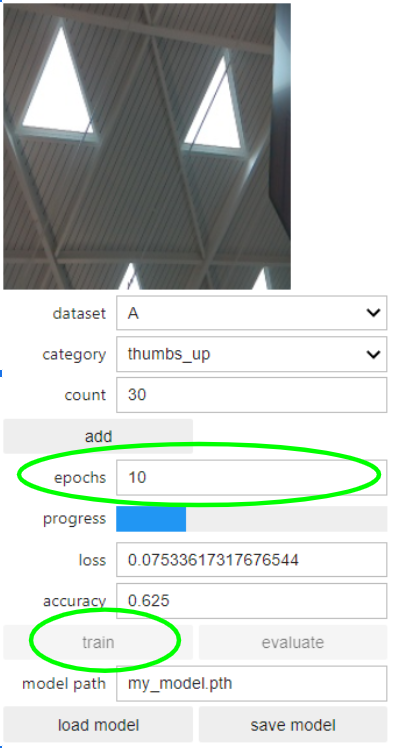 dataset A
category thumbs_up
count 30
add
epochs 10
progress
loss 0.07533617317676544
accuracy 0.625
train evaluate
model path my_model.pth
load model save model